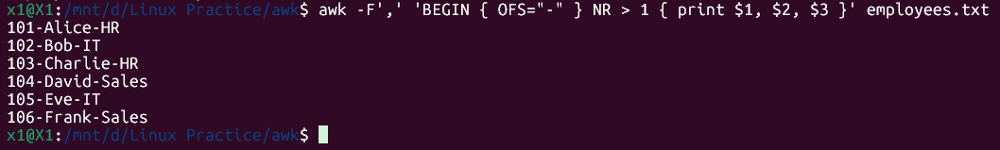 x1@X1:/mnt/d/Linux Practice/awk$ awk -F',' 'BEGIN { OFS="-" } NR > 1 { print $1, $2, $3 }' employees.txt
101-Alice-HR
102-Bob-IT
103-Charlie-HR
104-David-Sales
105-Eve-IT
106-Frank-Sales
x1@X1:/mnt/d/Linux Practice/awk$